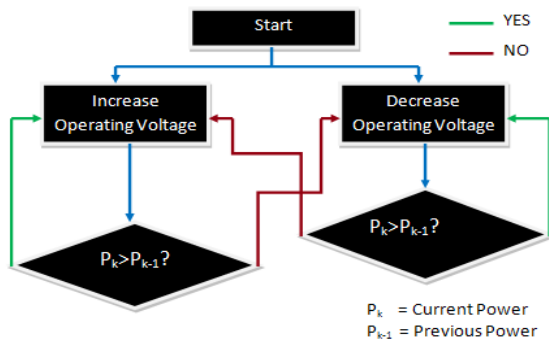 Start
YES
NO
Increase
Operating Voltage
Decrease
Operating Voltage
Pk>Pk-1?
Pk>Pk-1?
Pk = Current Power
Pk-1 = Previous Power